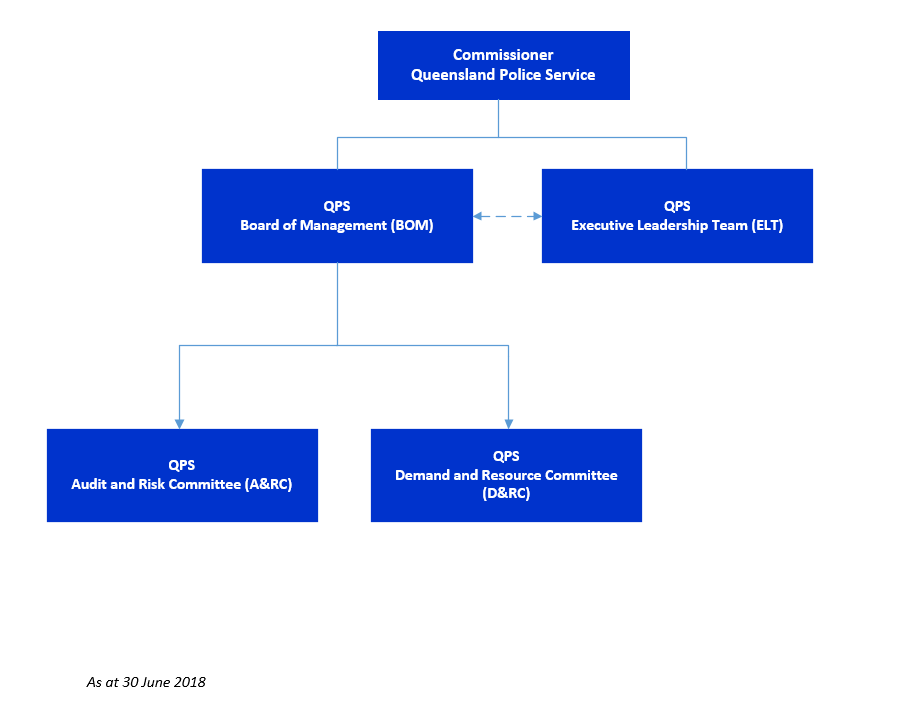 Commissioner
Queensland Police Service
QPS
Board of Management (BOM)
QPS
Executive Leadership Team (ELT)
QPS
Audit and Risk Committee (A&RC)
QPS
Demand and Resource Committee
(D&RC)
As at 30 June 2018